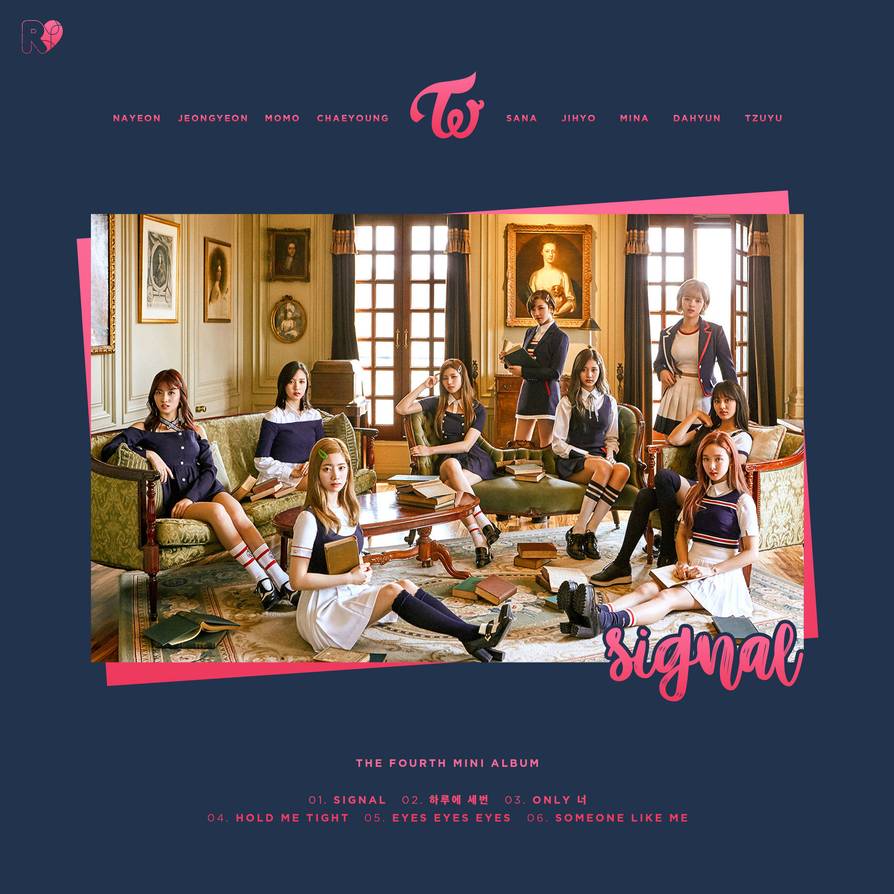 R
NAYEON JEONGYEON MOMO CHAEYOUNG TW SANA JIHYO MINA DAHYUN TZUYU
signal
THE FOURTH MINI ALBUM
01. SIGNAL 02. 하루에 세번 03. ONLY 너
04. HOLD ME TIGHT 05. EYES EYES EYES 06. SOMEONE LIKE ME